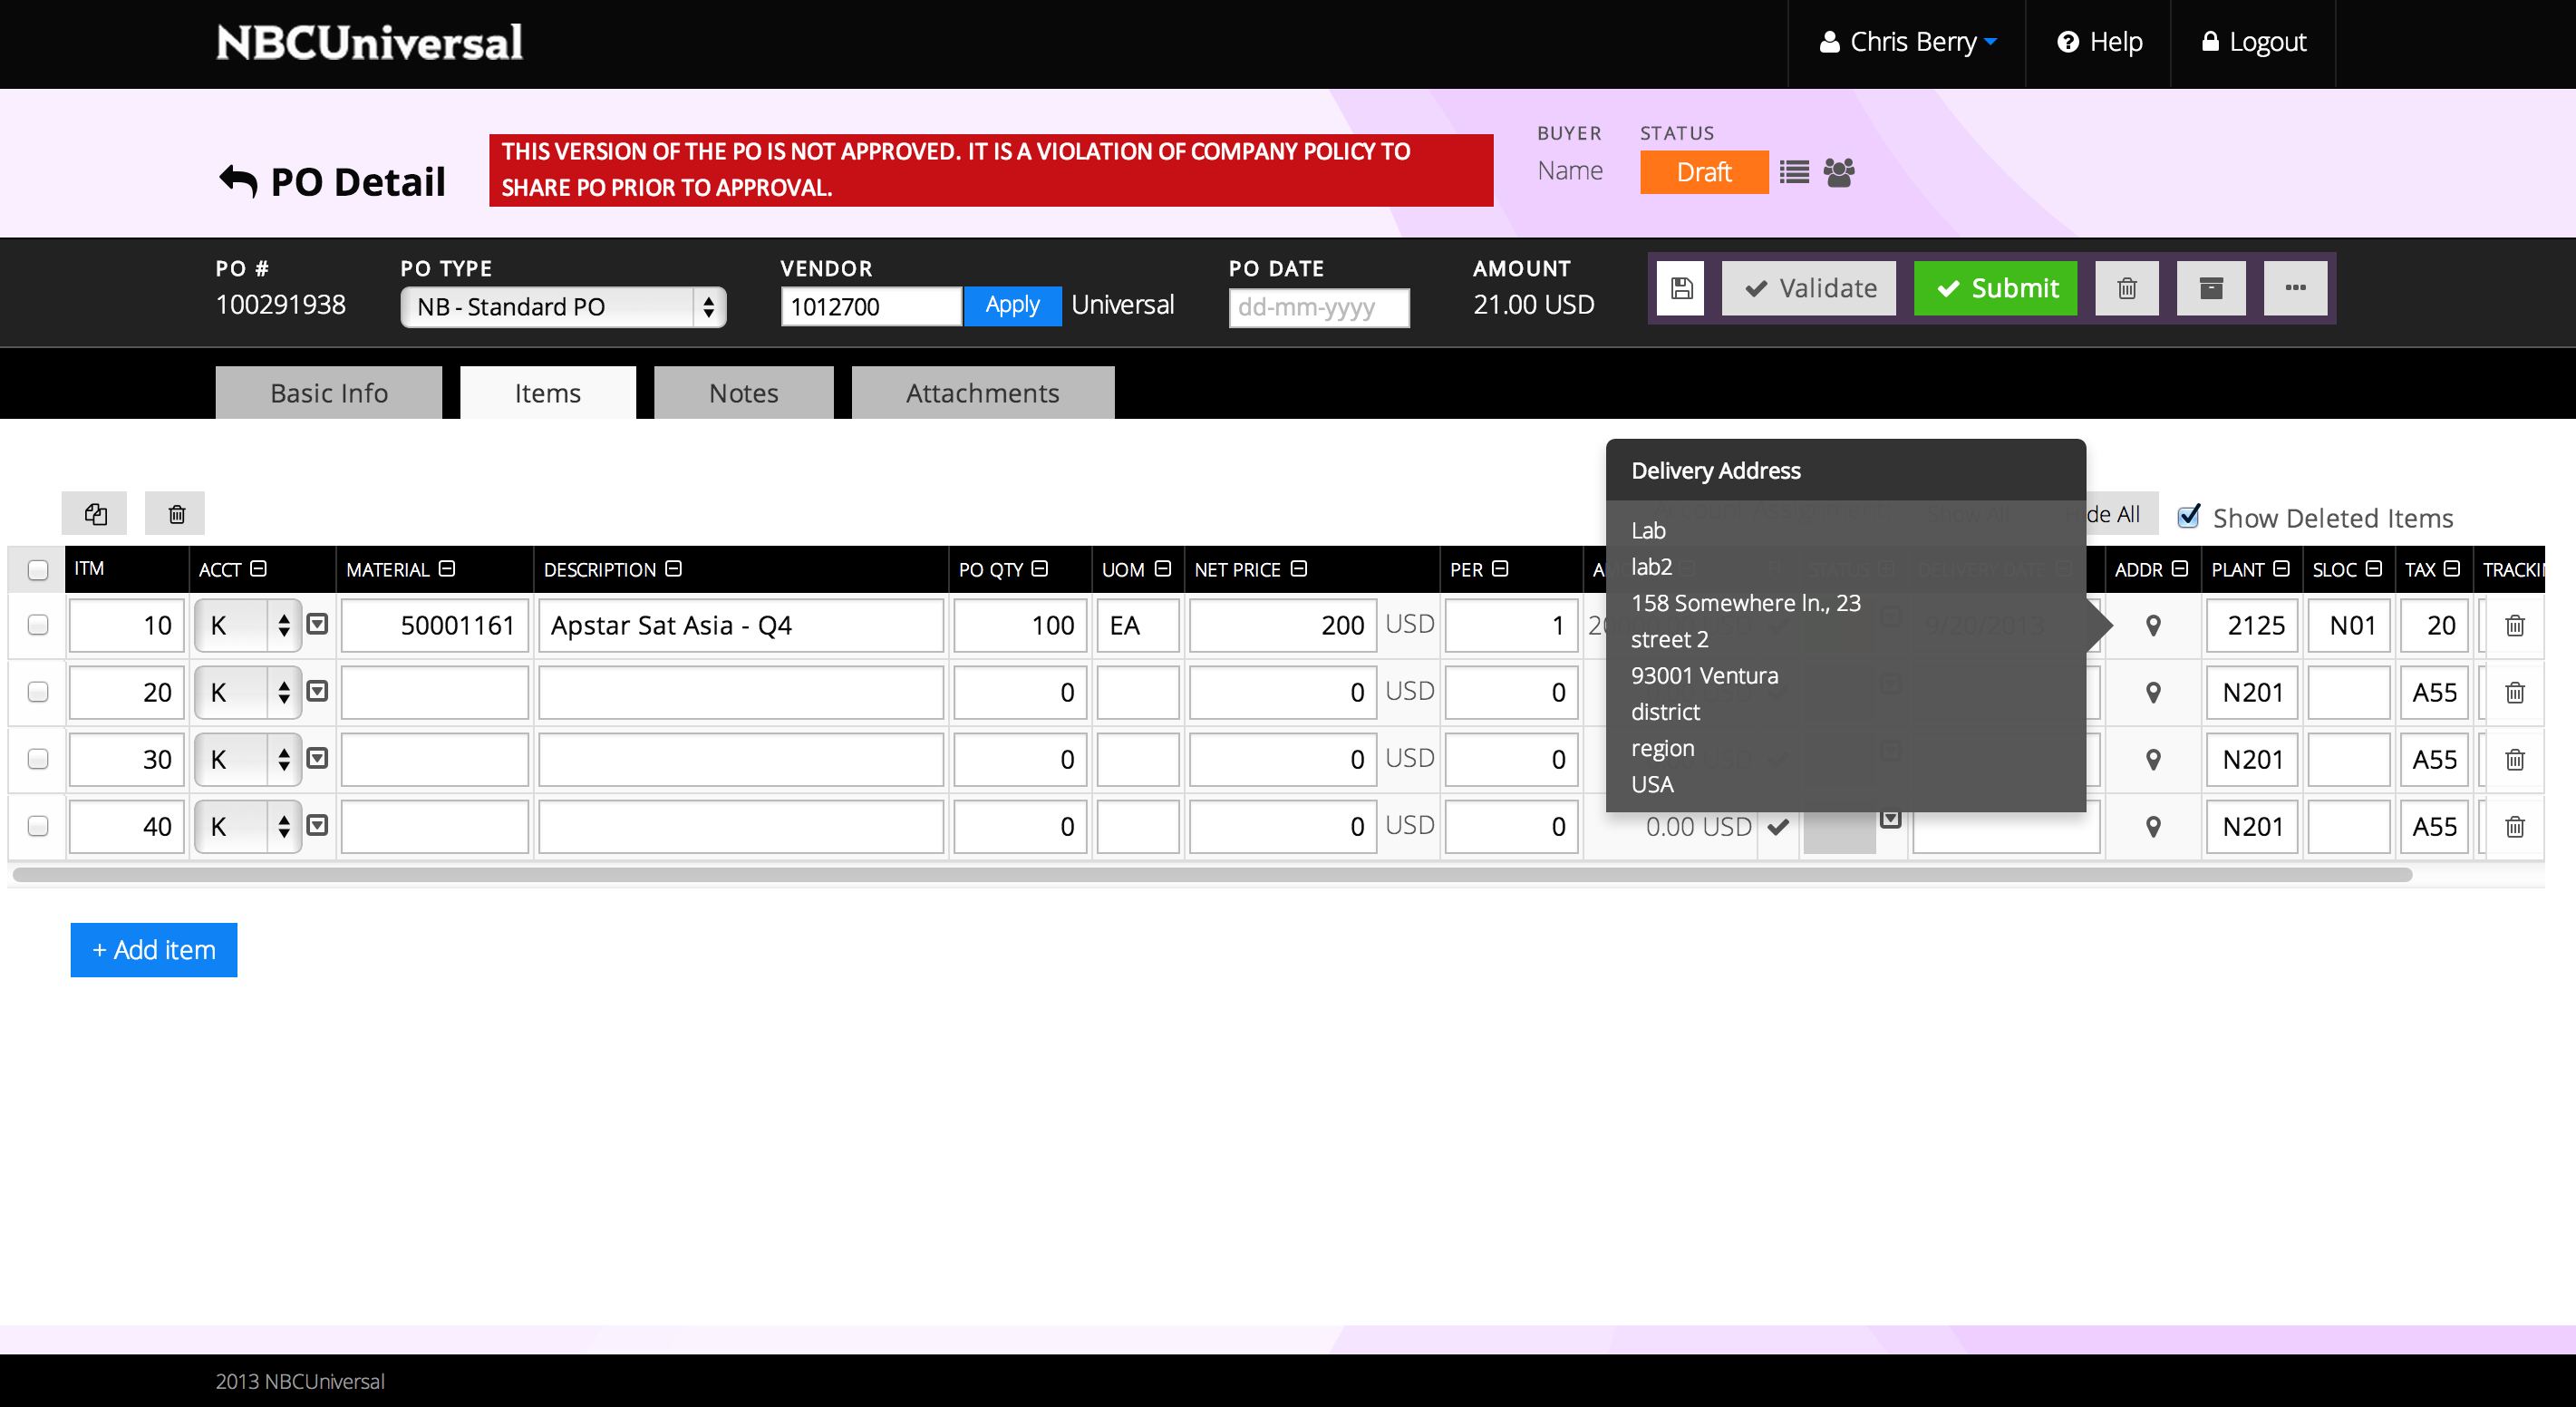 NBCUniversal
Chris Berry
Help
Logout
PO Detail
THIS VERSION OF THE PO IS NOT APPROVED. IT IS A VIOLATION OF COMPANY POLICY TO
SHARE PO PRIOR TO APPROVAL.
BUYER
Name
STATUS
Draft
PO #
100291938
PO TYPE
NB - Standard PO
VENDOR
1012700
Apply
Universal
PO DATE
dd-mm-yyyy
AMOUNT
21.00 USD
Validate
Submit
Basic Info
Items
Notes
Attachments
Delivery Address
Lab
lab2
158 Somewhere ln., 23
street 2
93001 Ventura
district
region
USA
de All
Show Deleted Items
ITM ACCT MATERIAL DESCRIPTION PO QTY UOM NET PRICE PER STATUS DELIVERY DATE ADDR PLANT SLOC TAX TRACKI
10 K 50001161 Apstar Sat Asia - Q4 100 EA 200 USD 1 9/20/2013 2125 N01 20
20 K 0 0 USD 0 N201 A55
30 K 0 0 USD 0 N201 A55
40 K 0 0 USD 0 0.00 USD N201 A55
+ Add item
2013 NBCUniversal